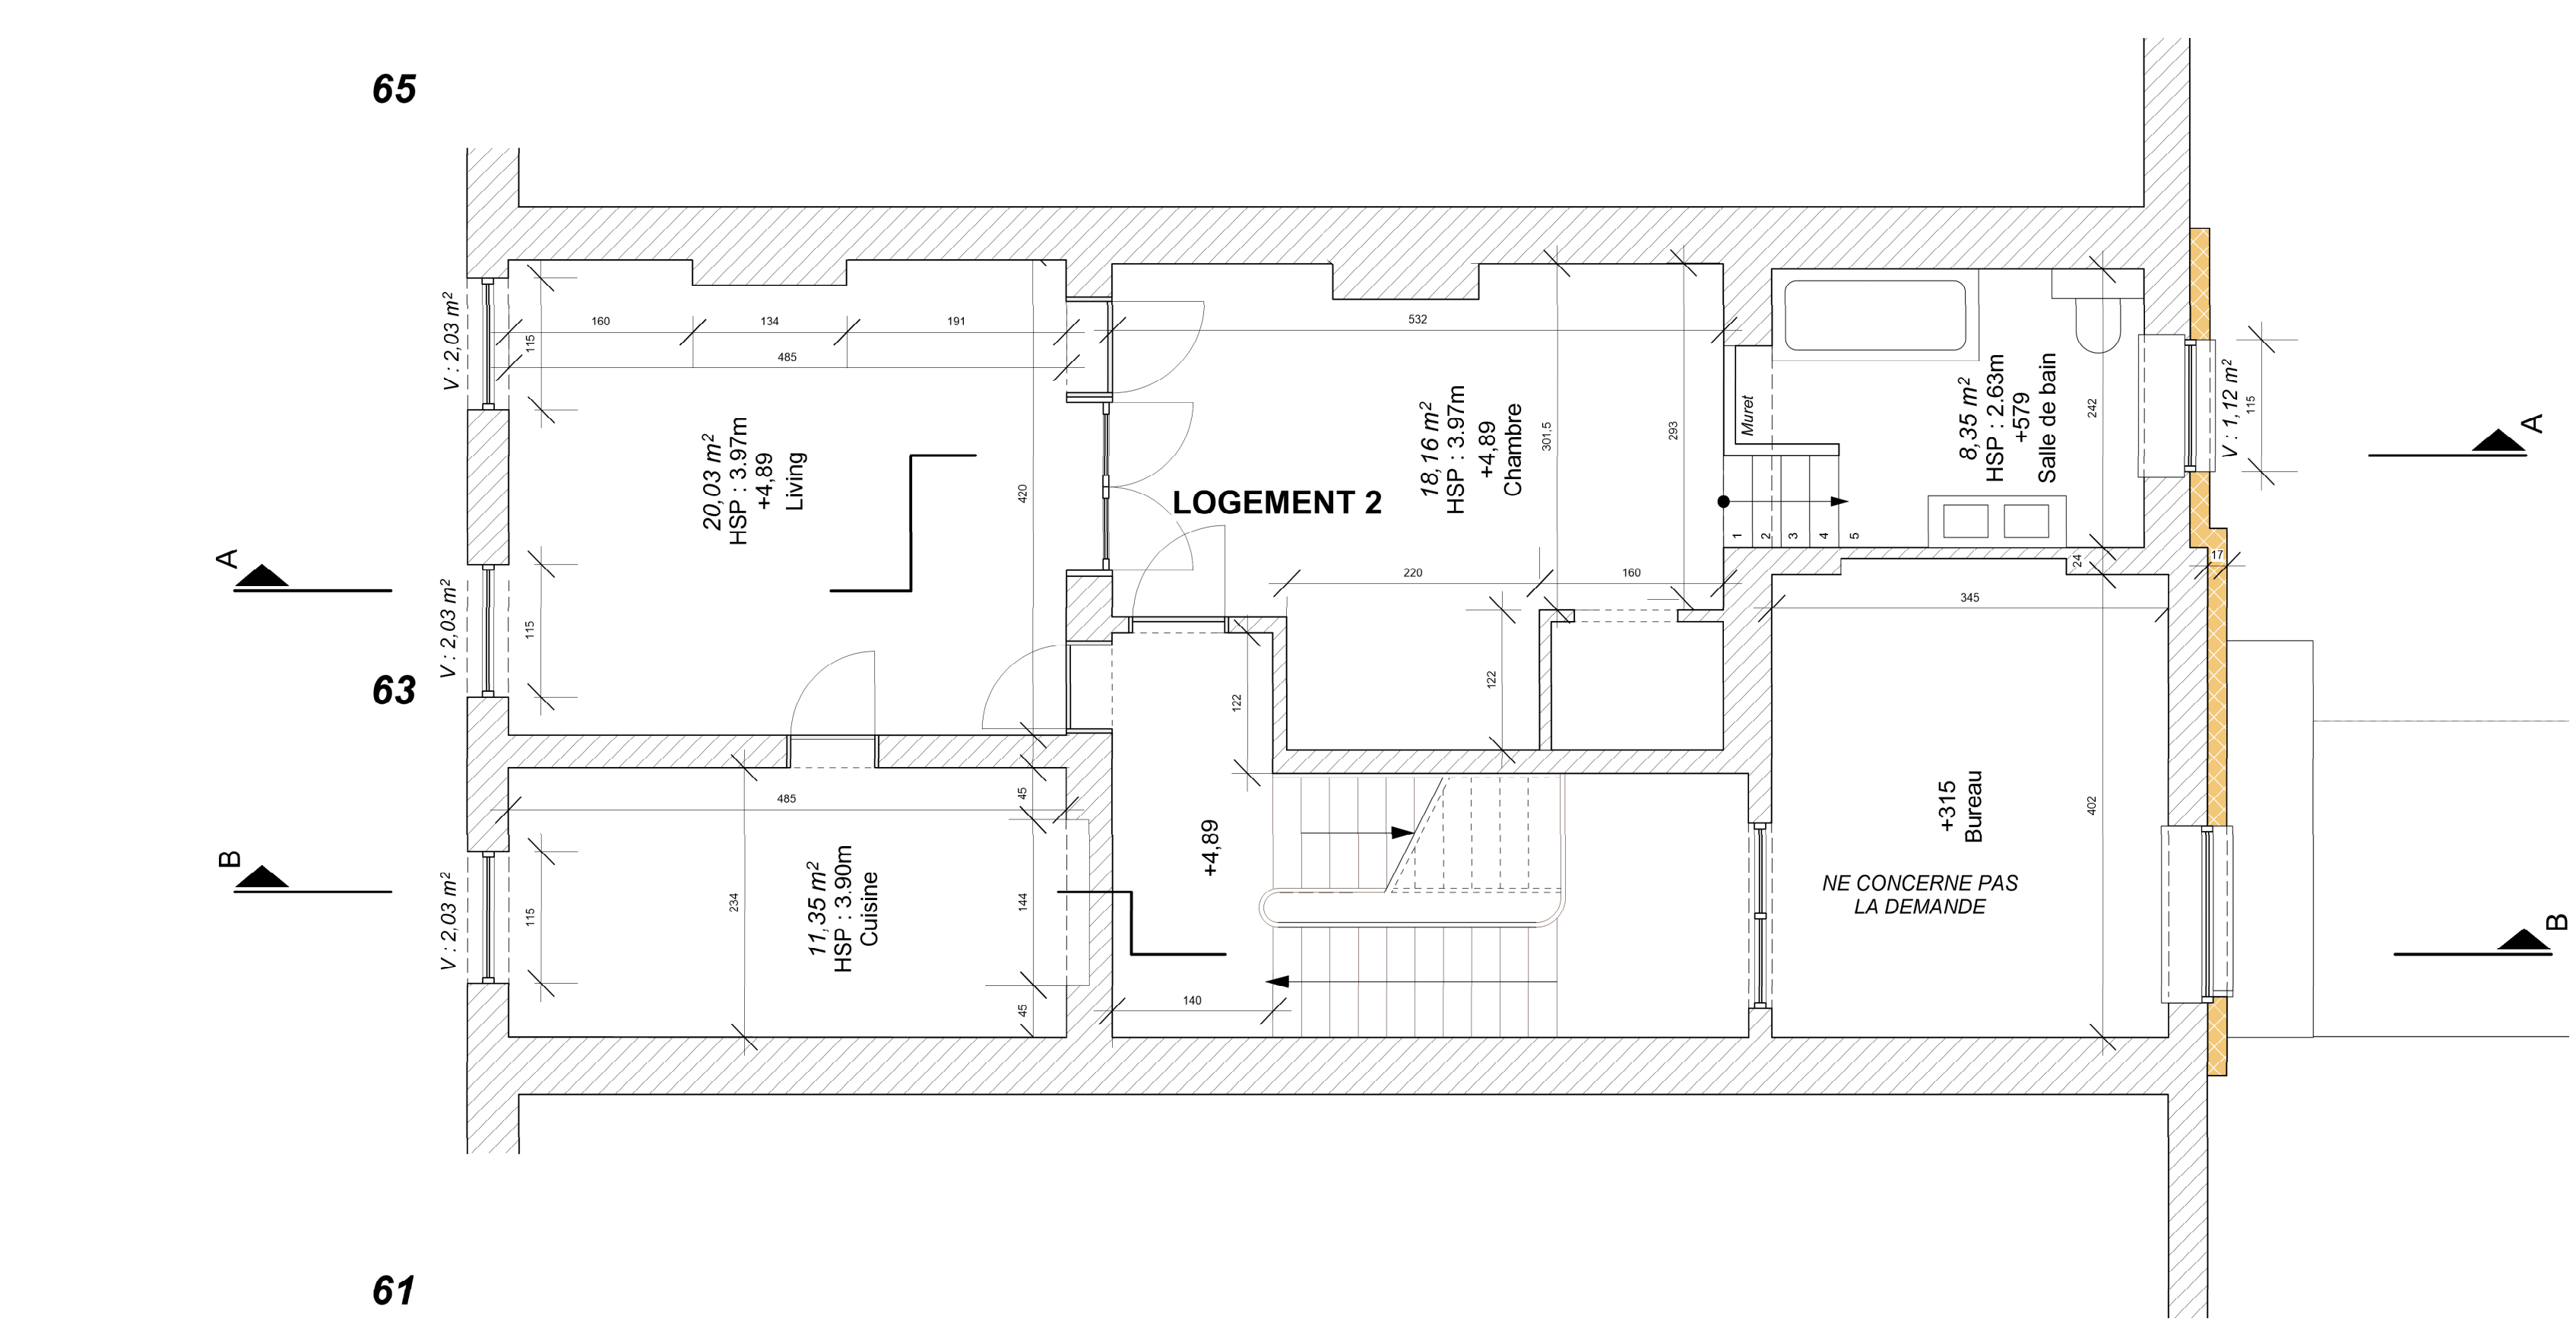 65
63
61
A
B
A
B
V : 2,03 m²
V : 2,03 m²
V : 2,03 m²
115
115
115
160
134
191
485
20,03 m²
HSP : 3.97m
+4,89
Living
420
45
144
45
485
234
11,35 m²
HSP : 3.90m
Cuisine
532
LOGEMENT 2
18,16 m²
HSP : 3.97m
+4,89
Chambre
301,5
293
220
160
122
122
+4,89
140
Muret
1
2
3
4
5
8,35 m²
HSP : 2.63m
+579
Salle de bain
242
V : 1,12 m²
115
24
17
345
+315
Bureau
402
NE CONCERNE PAS
LA DEMANDE